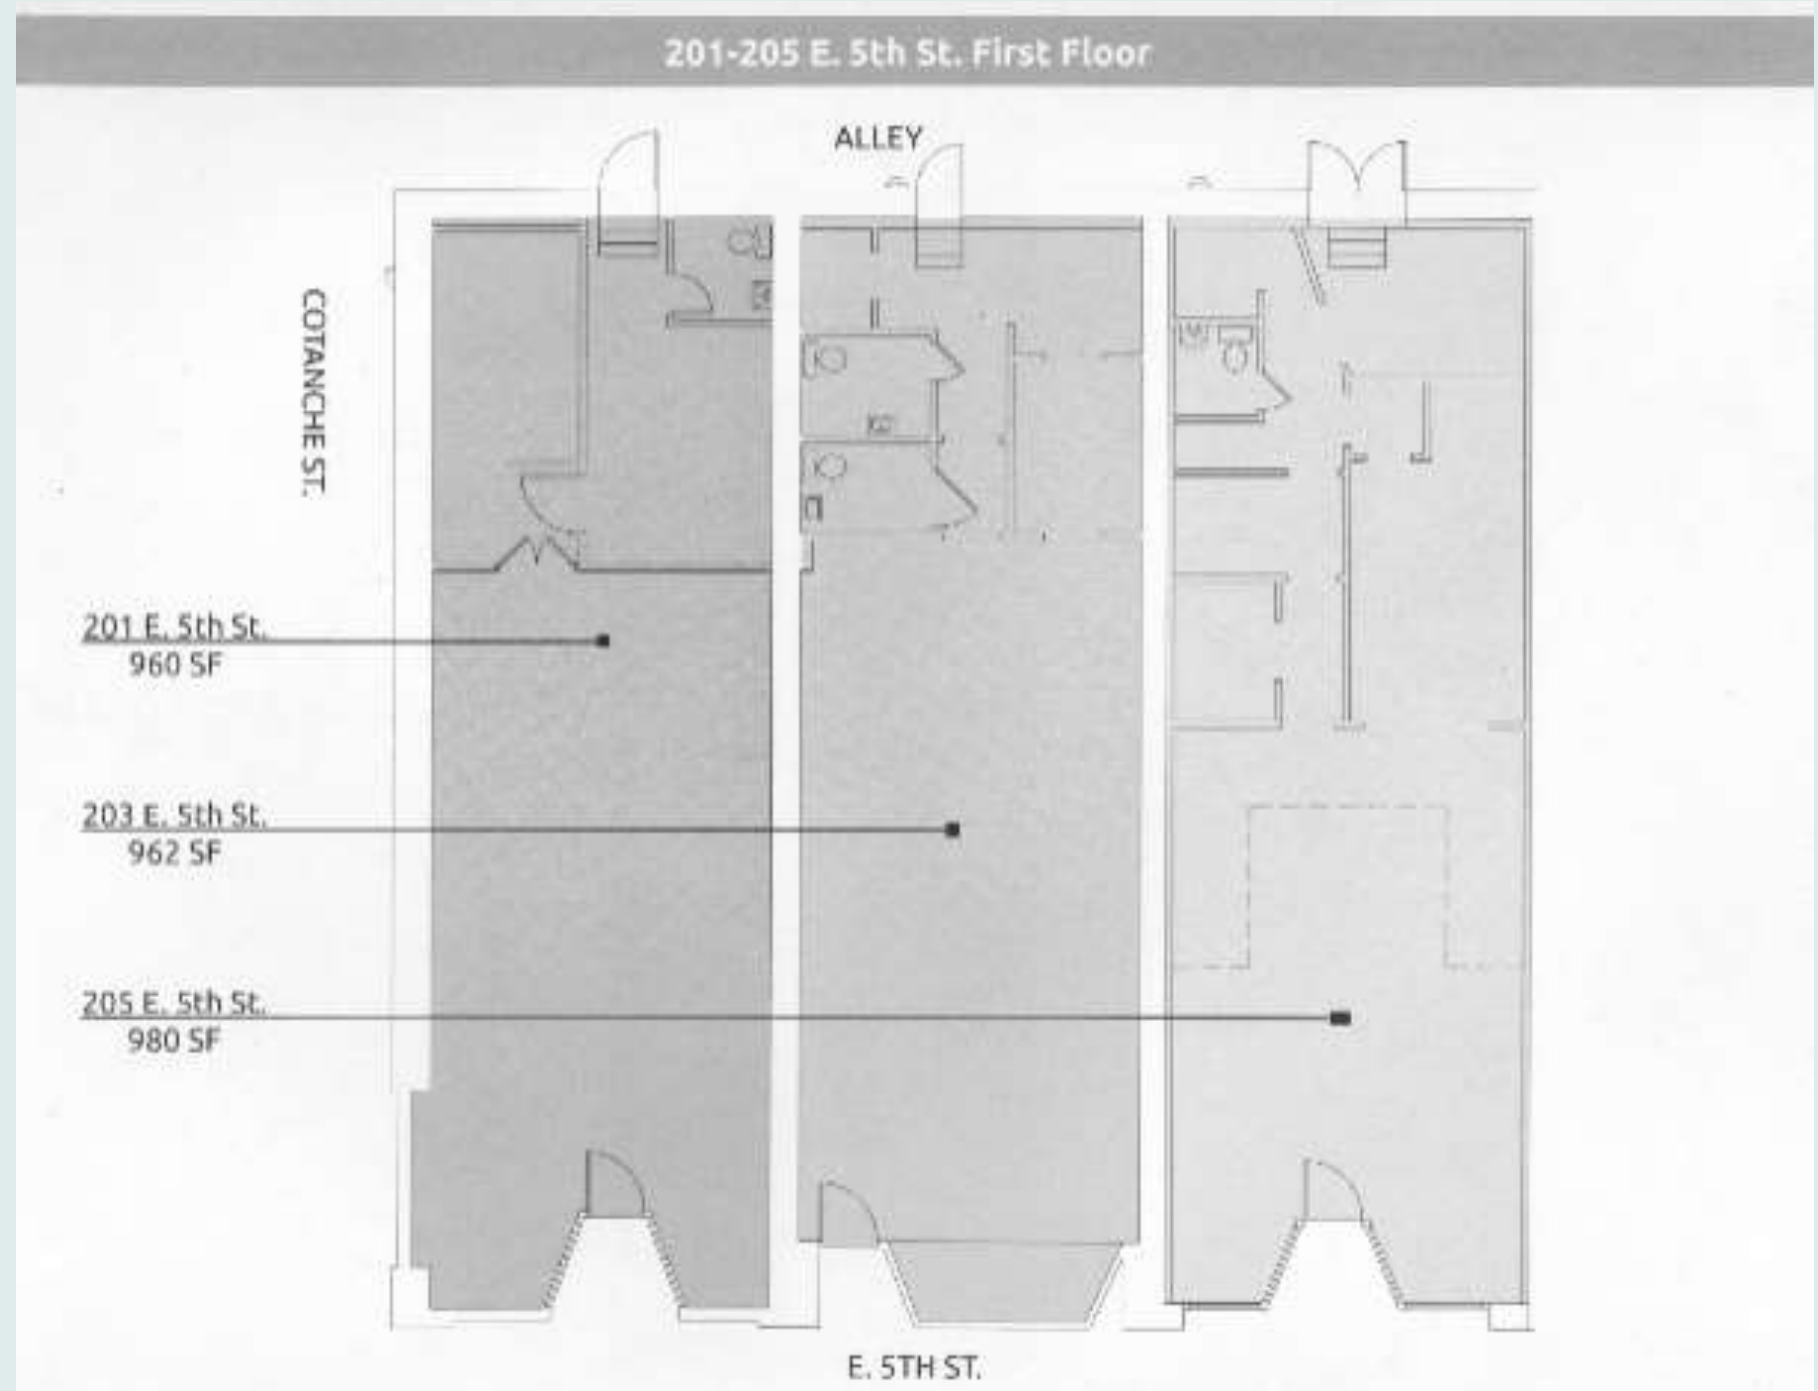 201-205 E. 5th St. First Floor
ALLEY
COTANCHE ST.
201 E. 5th St.
960 SF
203 E. 5th St.
962 SF
205 E. 5th St.
980 SF
E. 5TH ST.